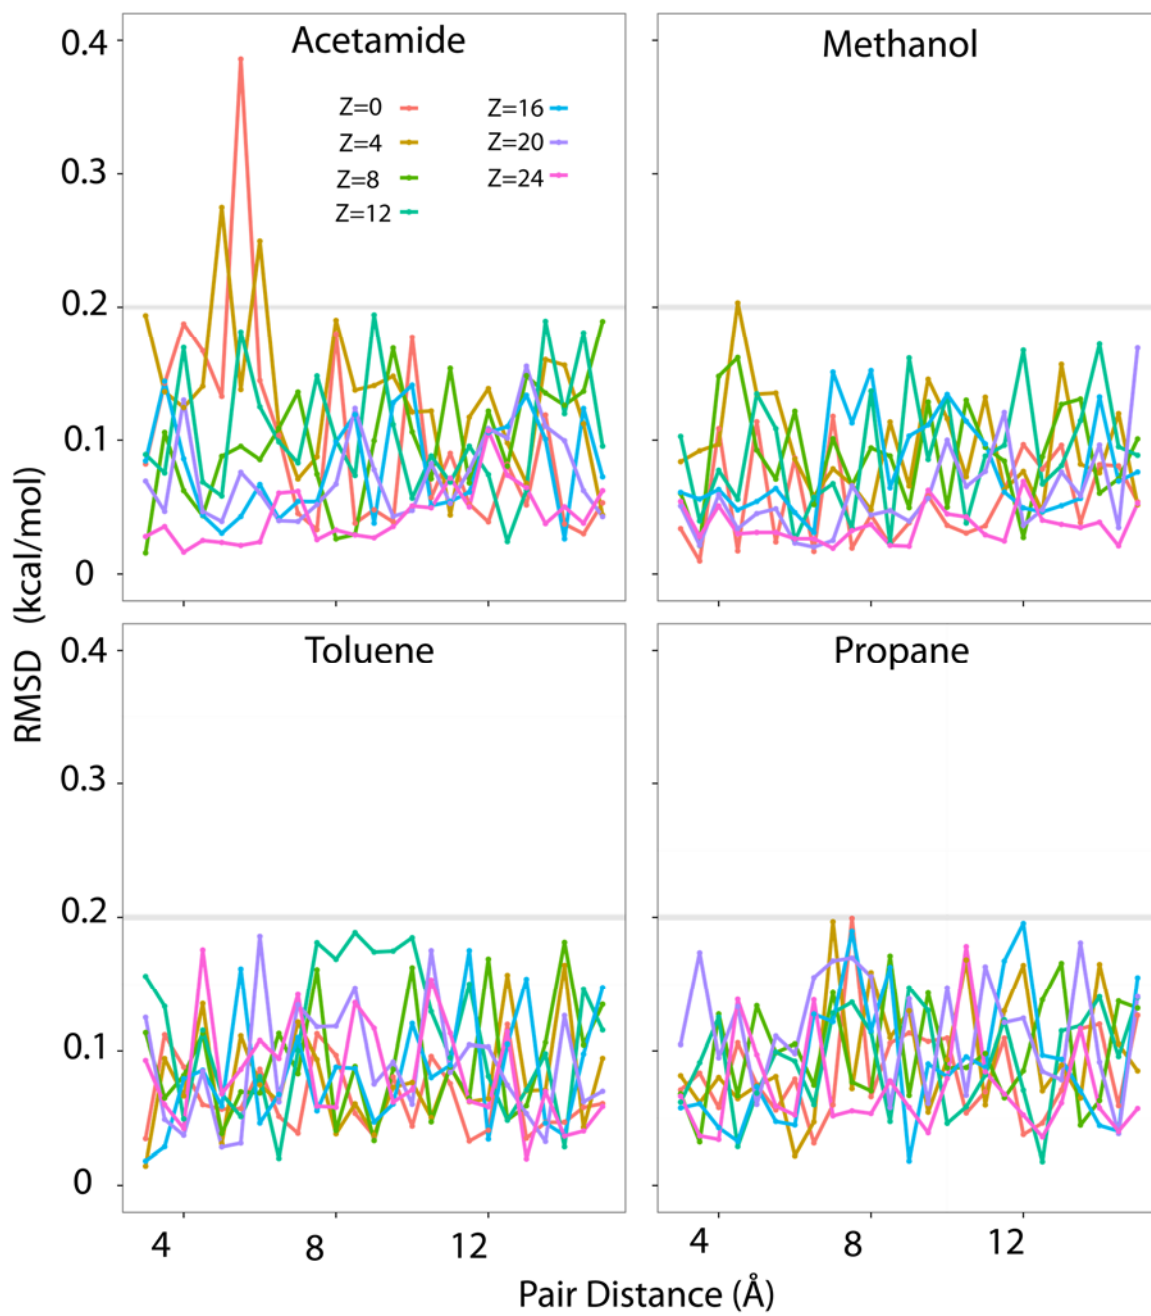 Acetamide
Methanol
Z=0
Z=16
Z=4
Z=20
Z=8
Z=24
Z=12
0.4
0.3
0.2
0.1
0
RMSD (kcal/mol)
Toluene
Propane
0.4
0.3
0.2
0.1
0
4
8
12
4
8
12
Pair Distance (Å)